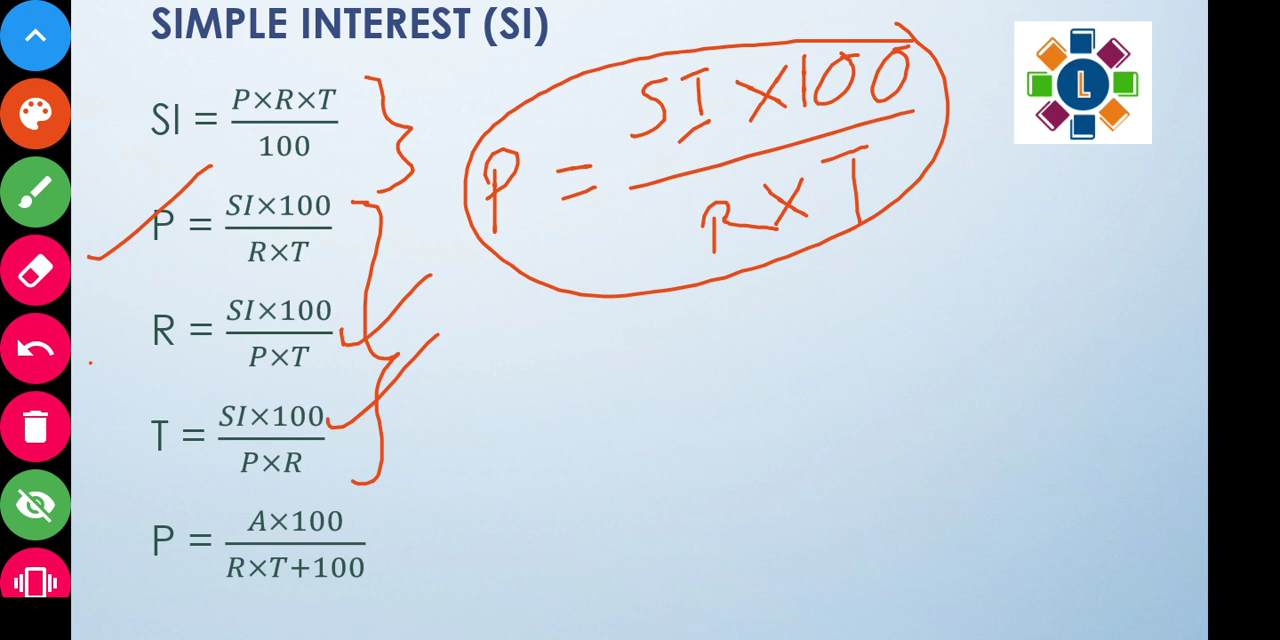 SIMPLE INTEREST (SI)
SI = P×R×T / 100
P = SI×100 / R×T
R = SI×100 / P×T
T = SI×100 / P×R
P = A×100 / R×T+100
P = SI×100 / R×T
L